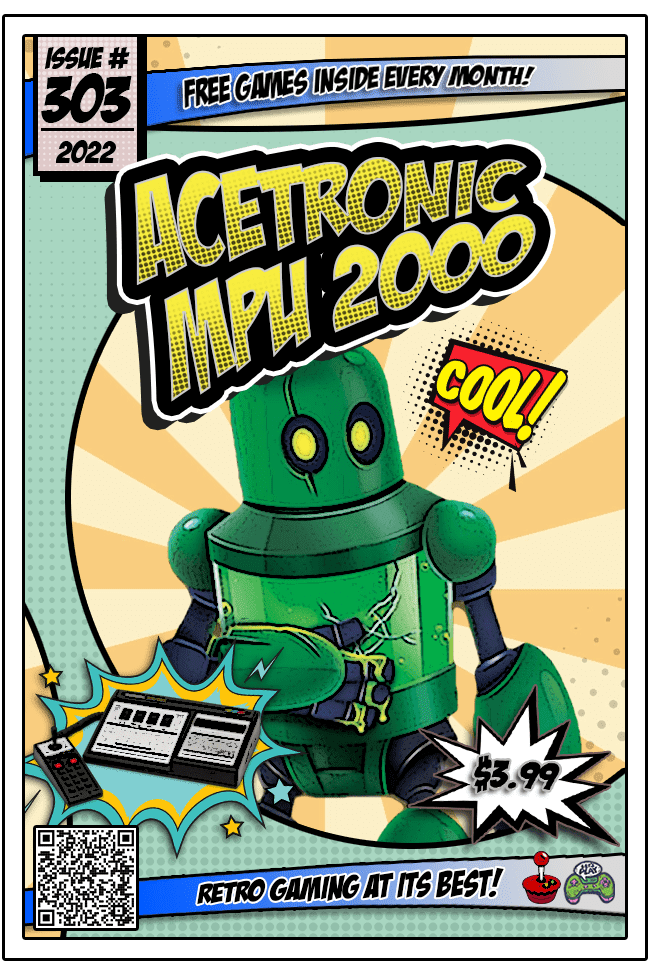 ISSUE #
303
2022
FREE GAMES INSIDE EVERY MONTH!
ACETRONIC
MPU 2000
COOL!
$3.99
RETRO GAMING AT ITS BEST!